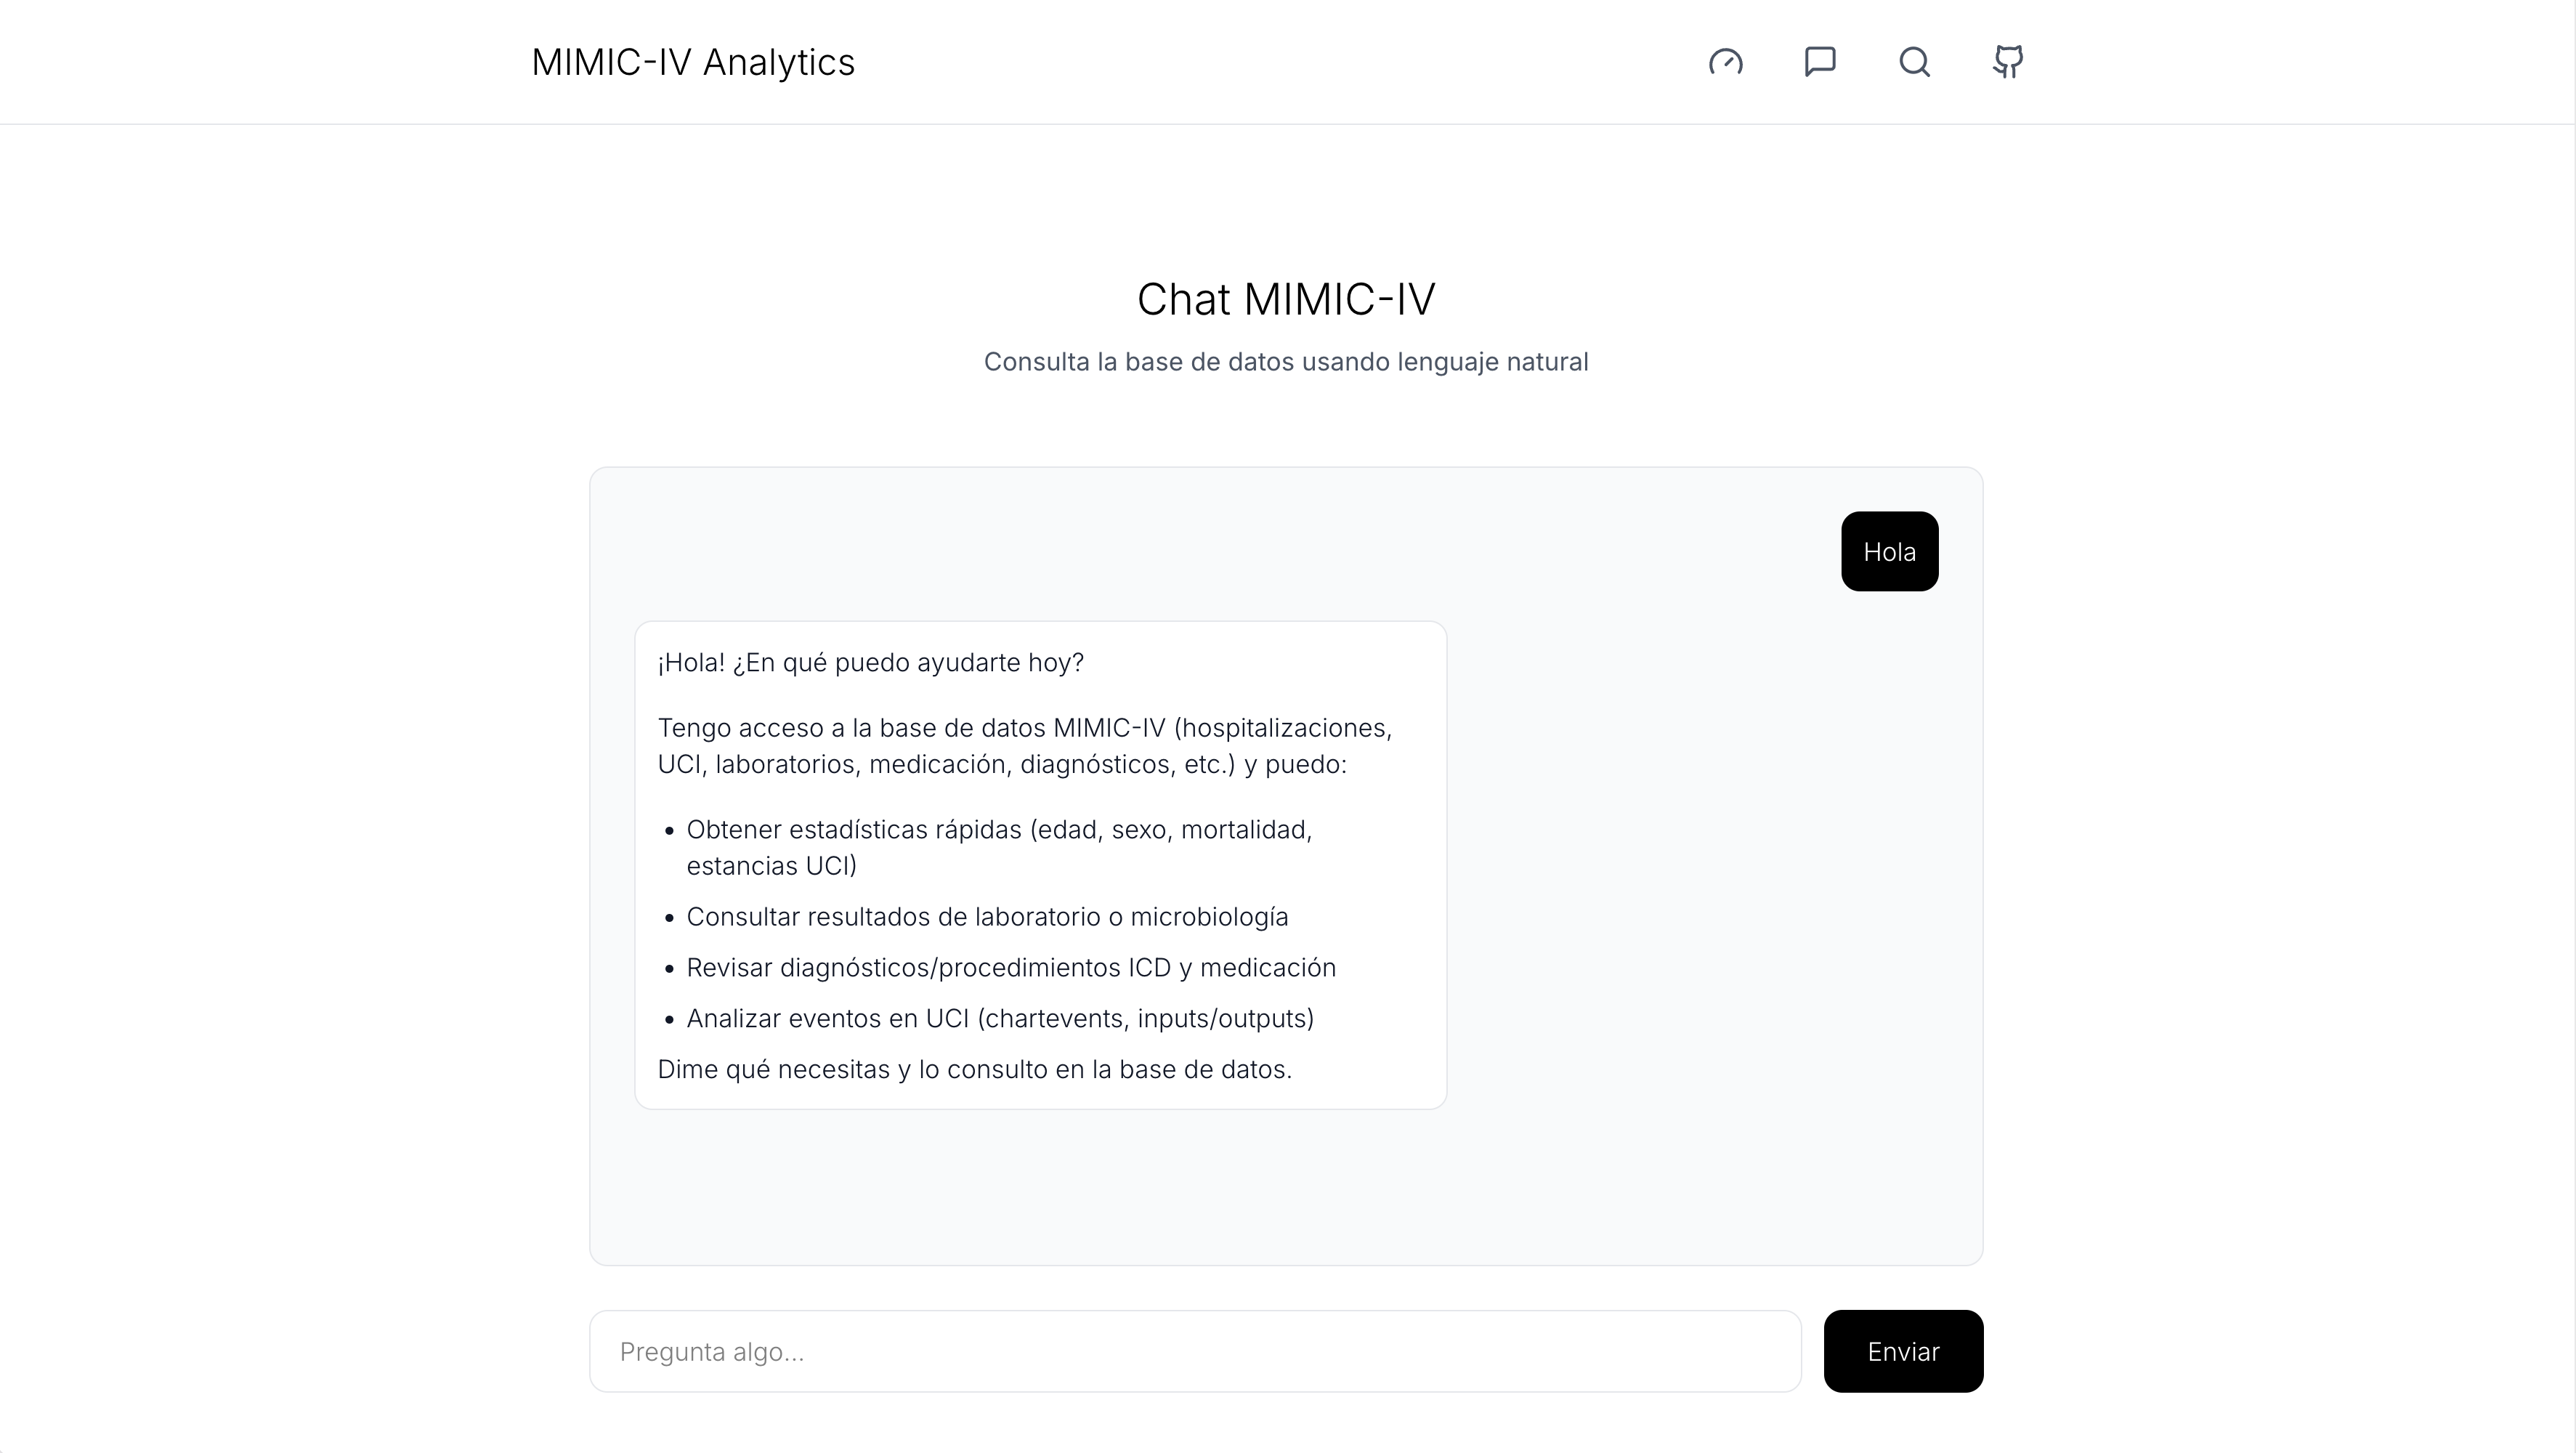 MIMIC-IV Analytics
Chat MIMIC-IV
Consulta la base de datos usando lenguaje natural
Hola
¡Hola! ¿En qué puedo ayudarte hoy?
Tengo acceso a la base de datos MIMIC-IV (hospitalizaciones,
UCI, laboratorios, medicación, diagnósticos, etc.) y puedo:
• Obtener estadísticas rápidas (edad, sexo, mortalidad,
estancias UCI)
• Consultar resultados de laboratorio o microbiología
• Revisar diagnósticos/procedimientos ICD y medicación
• Analizar eventos en UCI (chartevents, inputs/outputs)
Dime qué necesitas y lo consulto en la base de datos.
Pregunta algo...
Enviar